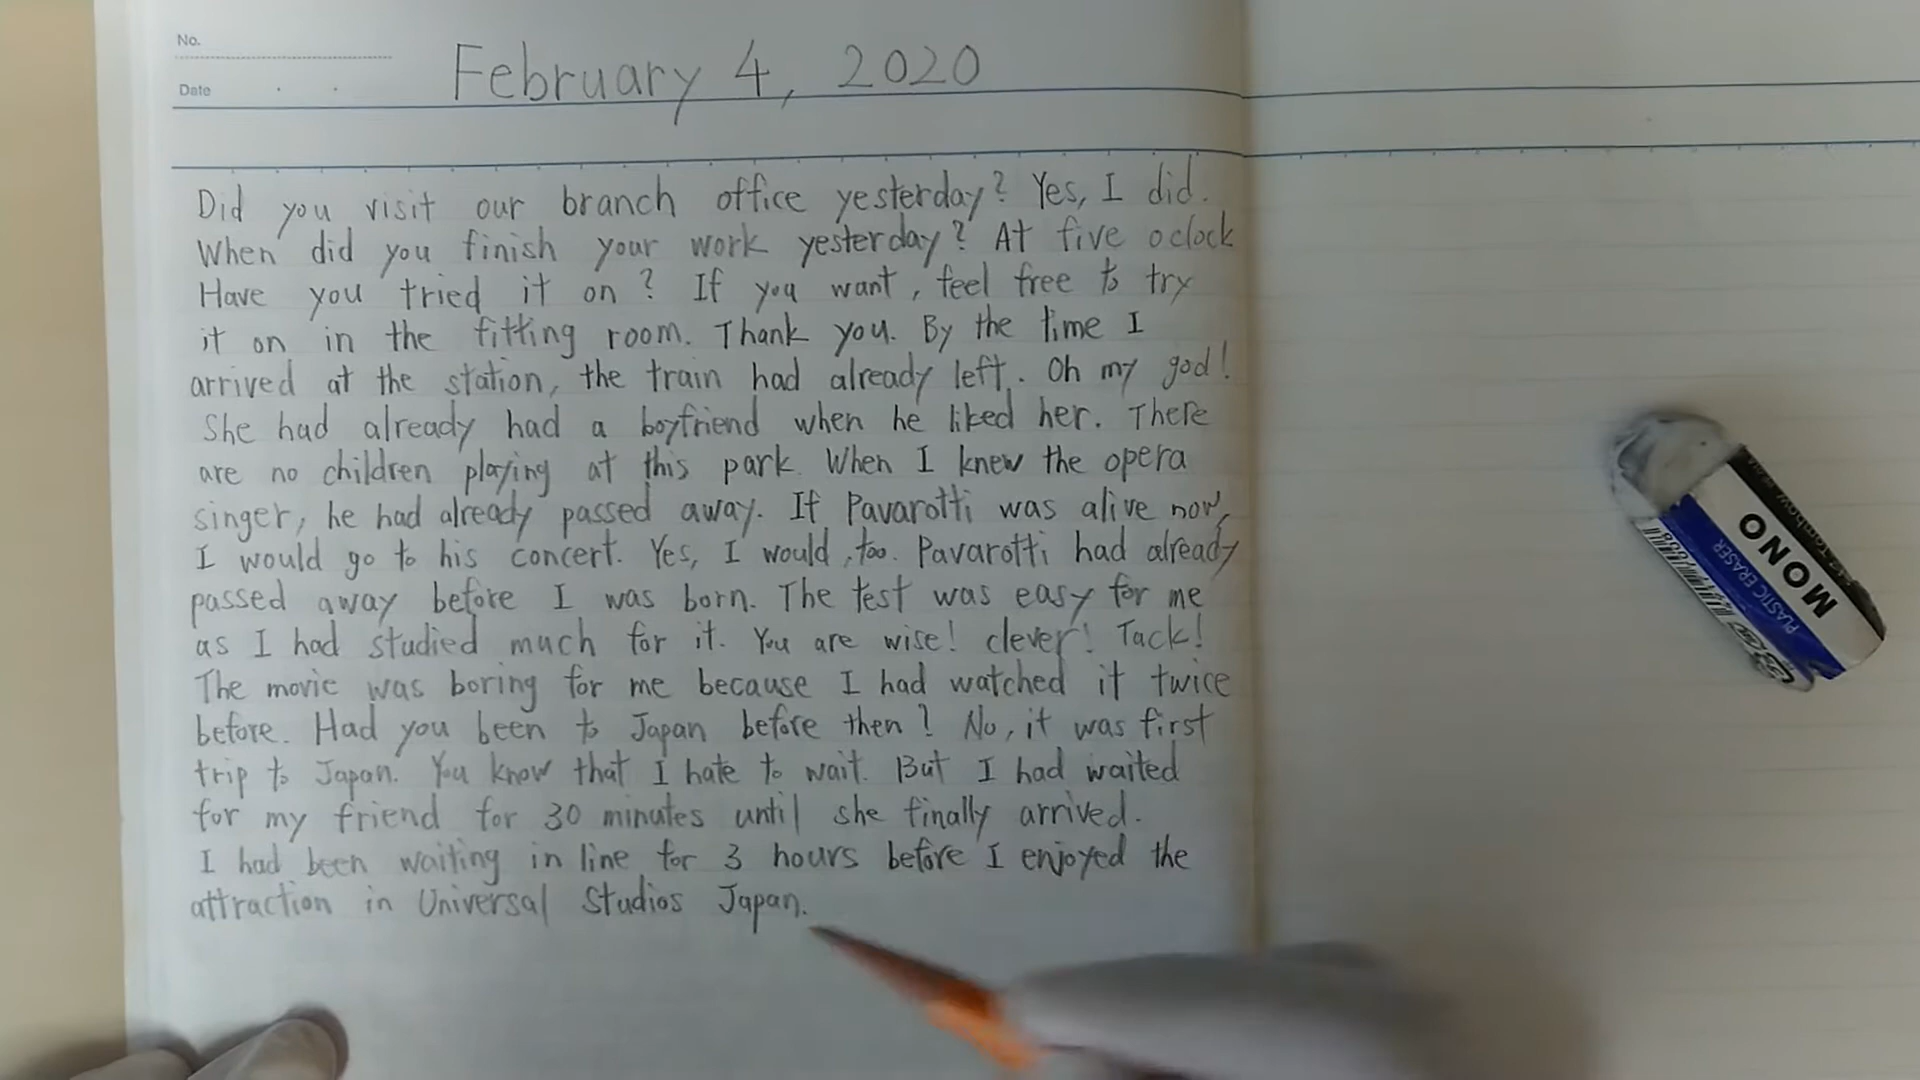 No.
Date
February 4, 2020
Did you visit our branch office yesterday? Yes, I did.
When did you finish your work yesterday? At five oclock
Have you tried it on? If you want, feel free to try
it on in the fitting room. Thank you. By the time I
arrived at the station, the train had already left. Oh my god!
She had already had a boyfriend when he liked her. There
are no children playing at this park. When I knew the opera
singer, he had already passed away. If Pavarotti was alive now,
I would go to his concert. Yes, I would, too. Pavarotti had already
passed away before I was born. The test was easy for me
as I had studied much for it. You are wise! clever! Tack!
The movie was boring for me because I had watched it twice
before. Had you been to Japan before then? No, it was first
trip to Japan. You know that I hate to wait. But I had waited
for my friend for 30 minutes until she finally arrived.
I had been waiting in line for 3 hours before I enjoyed the
attraction in Universal Studios Japan.
MONO
PLASTIC ERASER
Tombow